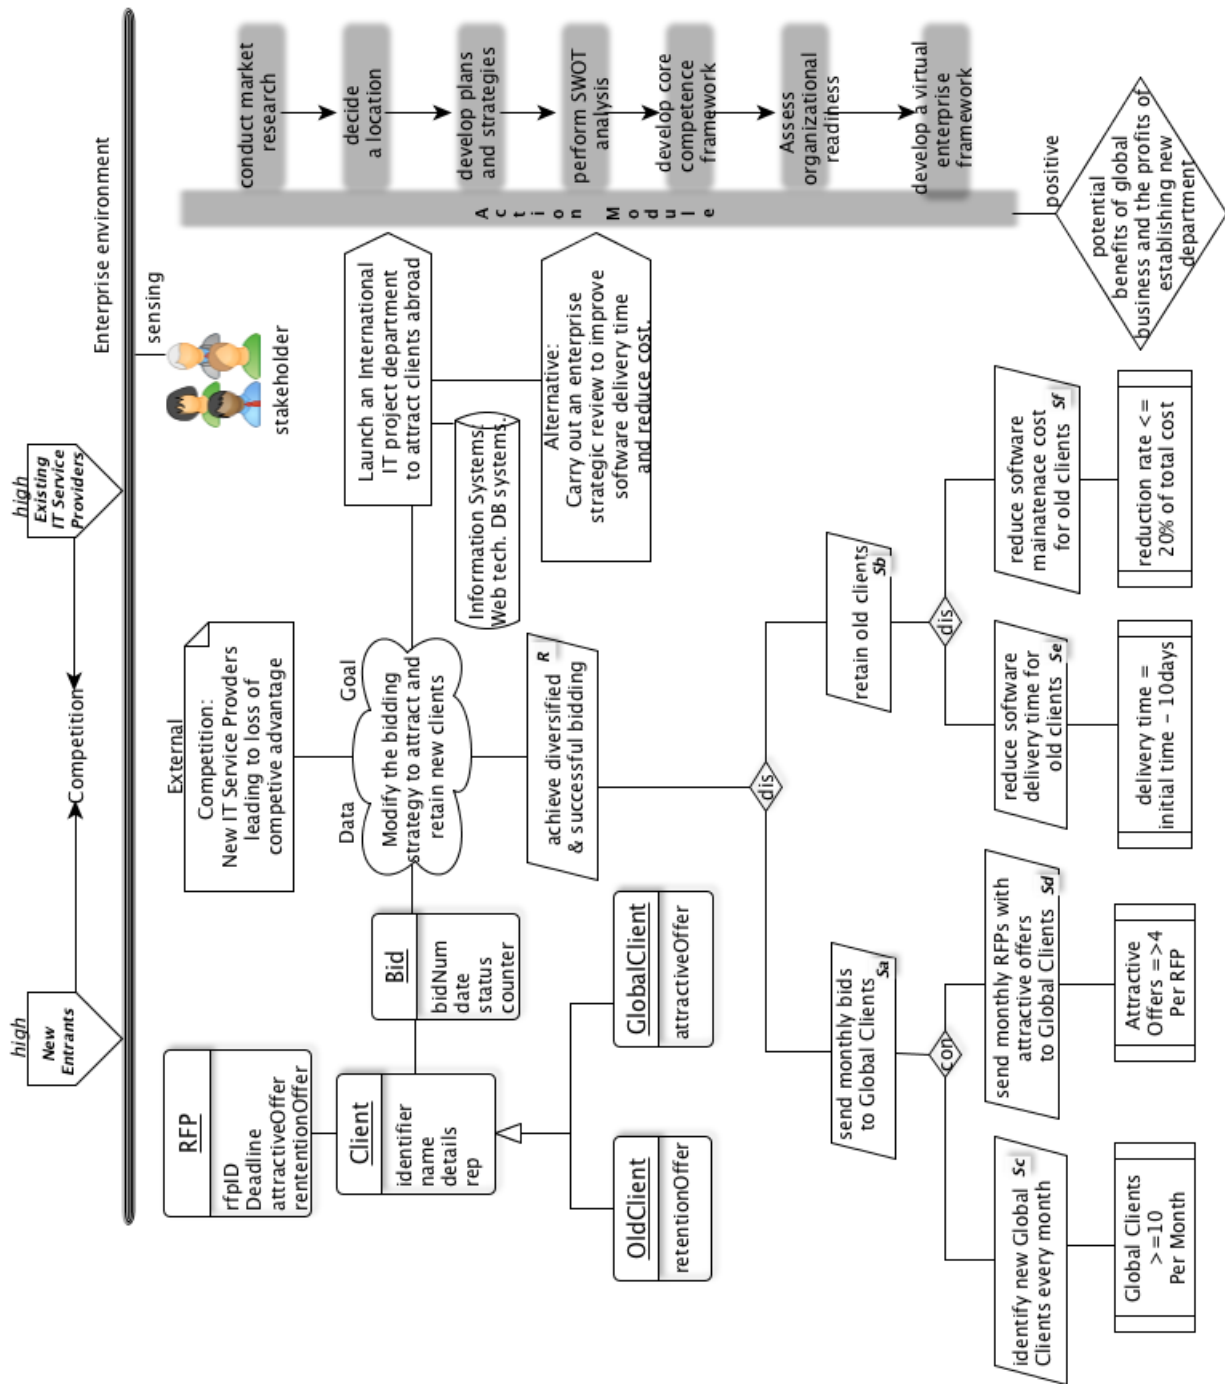 high
New
Entrants
Competition
high
Existing
IT Service
Providers
Enterprise environment
sensing
stakeholder
RFP
rfpID
Deadline
attractiveOffer
rententionOffer
Client
identifier
name
details
rep
Bid
bidNum
date
status
counter
OldClient
retentionOffer
GlobalClient
attractiveOffer
External
Competition:
New IT Service Provders
leading to loss of
competive advantage
Data
Goal
Modify the bidding
strategy to attract and
retain new clients
Launch an International
IT project department
to attract clients abroad
Information Systems:
Web tech. DB systems.
Alternative:
Carry out an enterprise
strategic review to improve
software delivery time
and reduce cost.
Action Module
conduct market
research
decide
a location
develop plans
and strategies
perform SWOT
analysis
develop core
competence
framework
Assess
organizational
readiness
develop a virtual
enterprise
framework
positive
potential
benefits of global
business and the profits of
establishing new
department
R
achieve diversified
& successful bidding
dis
send monthly bids
to Global Clients
Sa
retain old clients
Sb
con
dis
identify new Global
Clients every month
Sc
send monthly RFPs with
attractive offers
to Global Clients
Sd
reduce software
delivery time for
old clients
Se
reduce software
mainatenace cost
for old clients
Sf
Global Clients
>=10
Per Month
Attractive
Offers =>4
Per RFP
delivery time =
initial time - 10days
reduction rate <=
20% of total cost